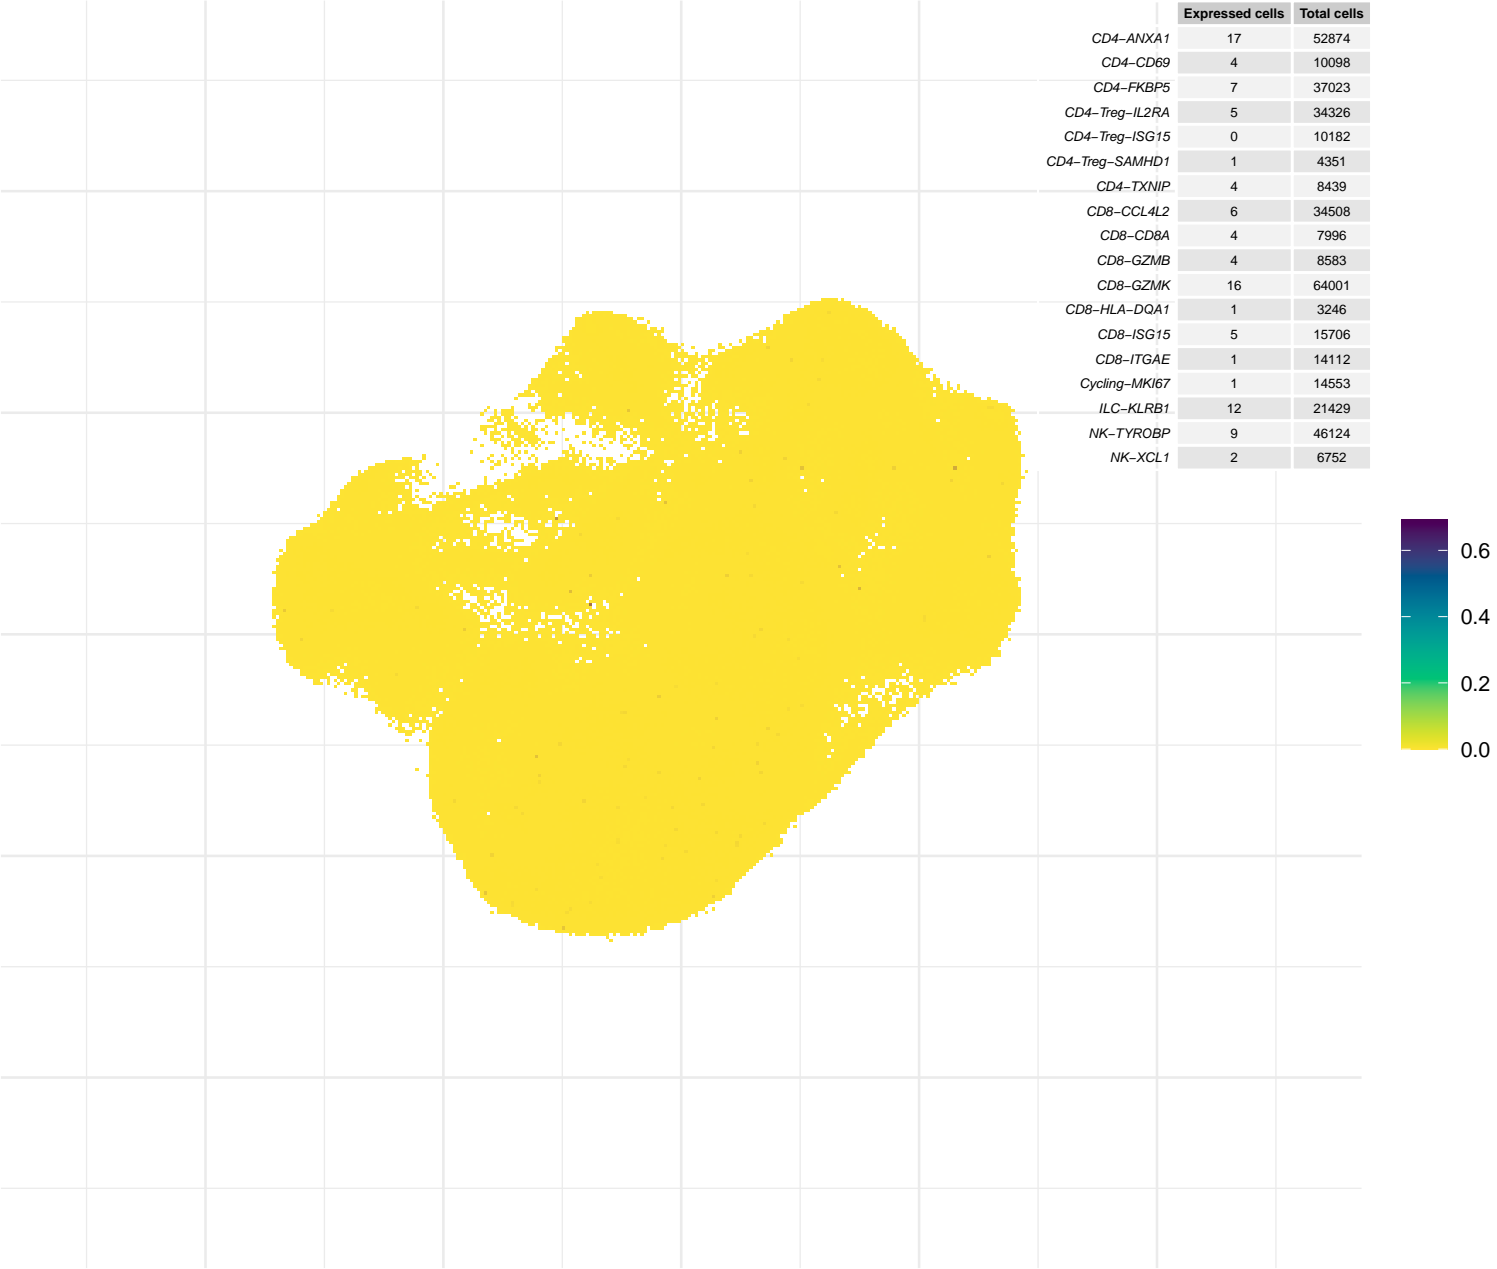 Expressed cells Total cells
CD4−ANXA1 17 52874
CD4−CD69 4 10098
CD4−FKBP5 7 37023
CD4−Treg−IL2RA 5 34326
CD4−Treg−ISG15 0 10182
CD4−Treg−SAMHD1 1 4351
CD4−TXNIP 4 8439
CD8−CCL4L2 6 34508
CD8−CD8A 4 7996
CD8−GZMB 4 8583
CD8−GZMK 16 64001
CD8−HLA−DQA1 1 3246
CD8−ISG15 5 15706
CD8−ITGAE 1 14112
Cycling−MKI67 1 14553
ILC−KLRB1 12 21429
NK−TYROBP 9 46124
NK−XCL1 2 6752
0.6
0.4
0.2
0.0